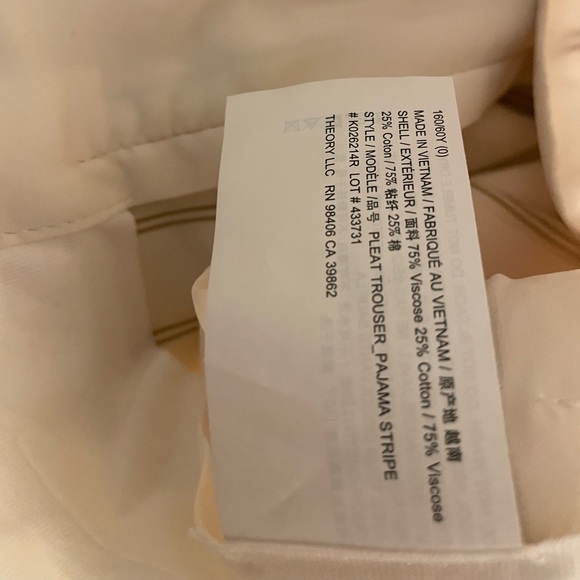 160/60Y (0)
MADE IN VIETNAM / FABRIQUÉ AU VIETNAM / 原产地 越南
SHELL / EXTÉRIEUR / 面料 75% Viscose 25% Cotton / 75% Viscose
25% Coton / 75% 粘纤 25% 棉
STYLE / MODÈLE /品号 PLEAT TROUSER_PAJAMA STRIPE
# K026214R LOT # 433731
THEORY LLC RN 98406 CA 39862